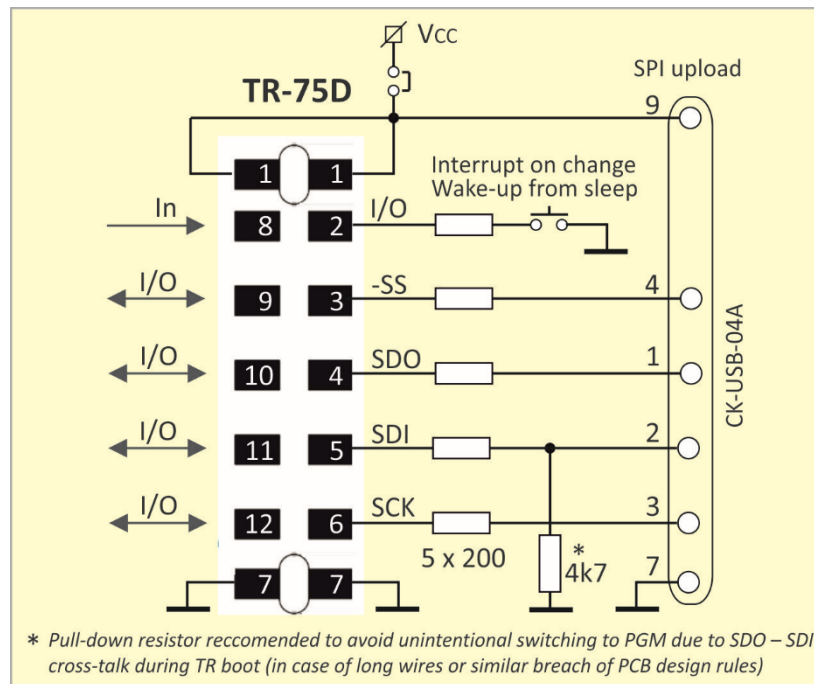 Vcc
SPI upload
TR-75D
9
1 1
Interrupt on change
Wake-up from sleep
In
8 2
I/O
I/O
9 3
-SS
4
I/O
10 4
SDO
1
I/O
11 5
SDI
2
I/O
12 6
SCK
3
5 x 200
*
4k7
7 7
7
CK-USB-04A
* Pull-down resistor reccomended to avoid unintentional switching to PGM due to SDO – SDI
cross-talk during TR boot (in case of long wires or similar breach of PCB design rules)